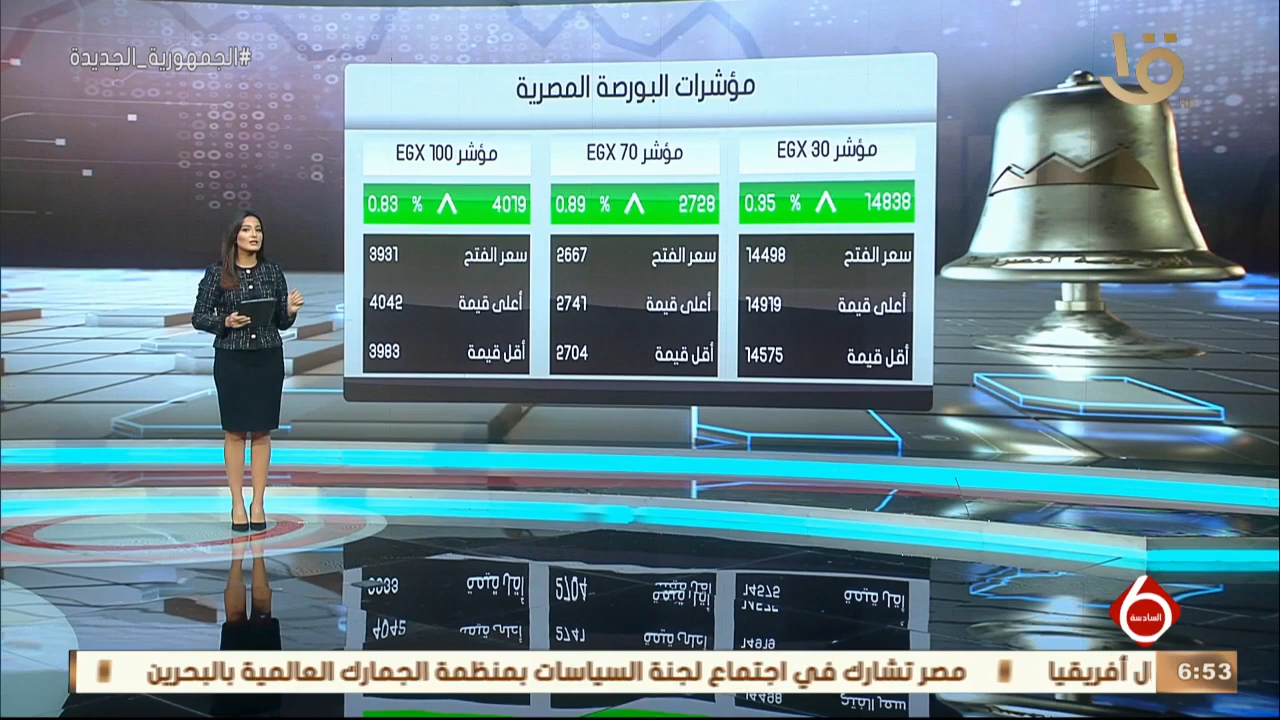 #الجمهورية_الجديدة
مؤشرات البورصة المصرية
مؤشر EGX 30
14838 0.35 %
سعر الفتح 14498
أعلى قيمة 14919
أقل قيمة 14575
مؤشر EGX 70
2728 0.89 %
سعر الفتح 2667
أعلى قيمة 2741
أقل قيمة 2704
مؤشر EGX 100
4019 0.83 %
سعر الفتح 3931
أعلى قيمة 4042
أقل قيمة 3983
6
السادسة
6:53
ل أفريقيا
مصر تشارك في اجتماع لجنة السياسات بمنظمة الجمارك العالمية بالبحرين